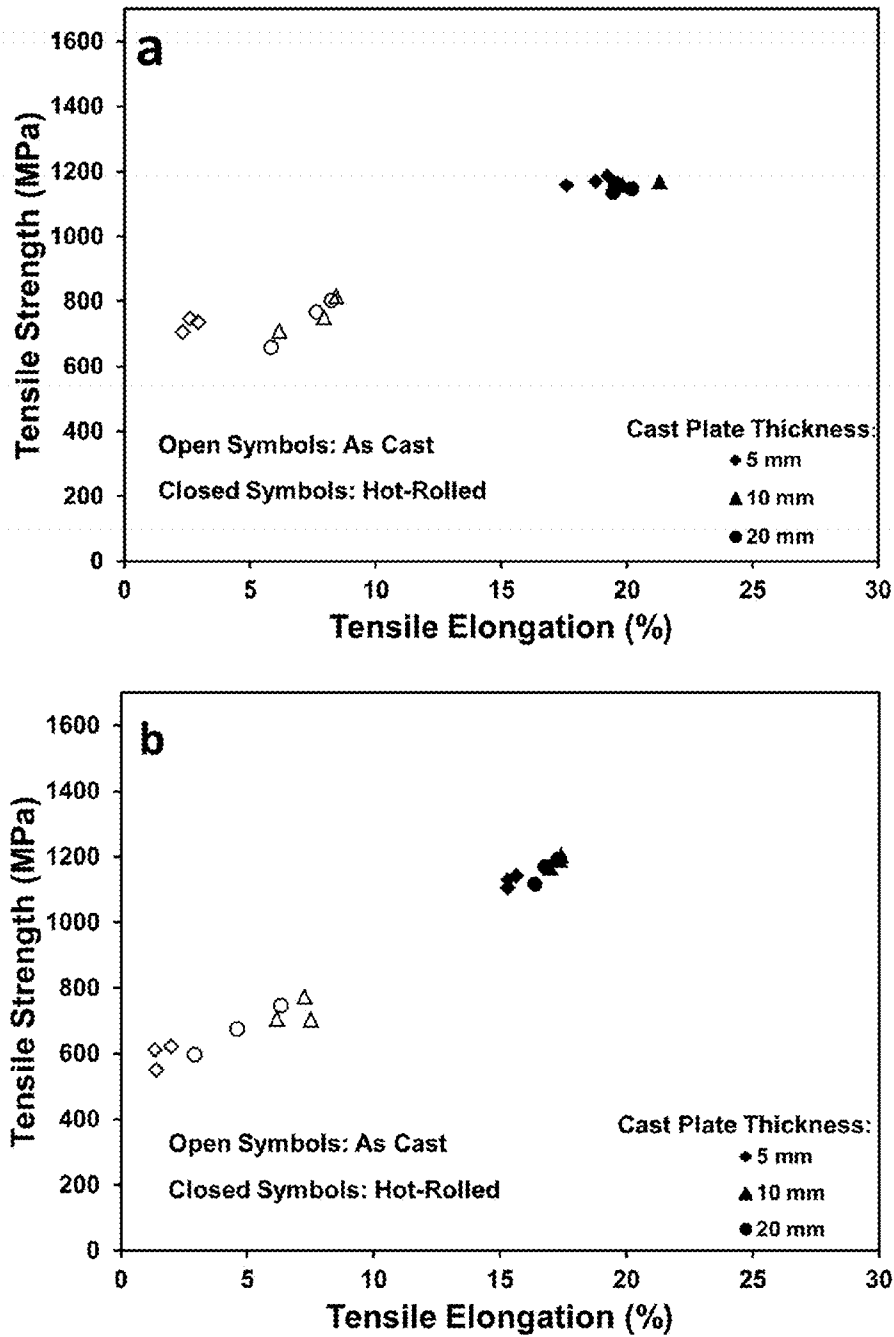 a
1600
1400
1200
1000
800
600
400
200
0
Tensile Strength (MPa)
Open Symbols: As Cast
Closed Symbols: Hot-Rolled
Cast Plate Thickness:
5 mm
10 mm
20 mm
0 5 10 15 20 25 30
Tensile Elongation (%)
b
1600
1400
1200
1000
800
600
400
200
0
Tensile Strength (MPa)
Open Symbols: As Cast
Closed Symbols: Hot-Rolled
Cast Plate Thickness:
5 mm
10 mm
20 mm
0 5 10 15 20 25 30
Tensile Elongation (%)